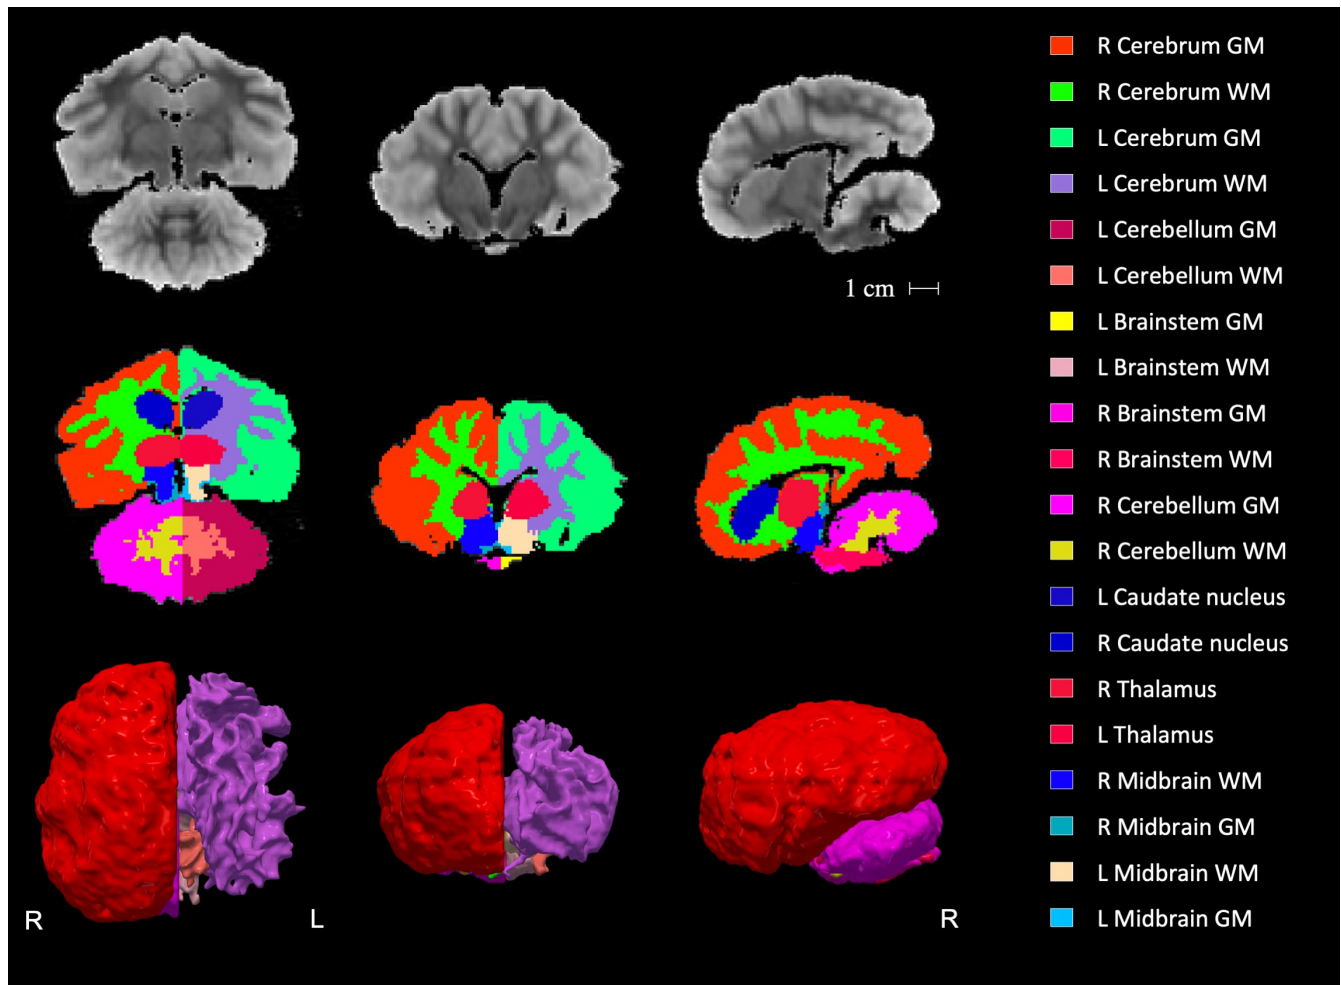 R Cerebrum GM
R Cerebrum WM
L Cerebrum GM
L Cerebrum WM
L Cerebellum GM
L Cerebellum WM
1 cm
L Brainstem GM
L Brainstem WM
R Brainstem GM
R Brainstem WM
R Cerebellum GM
R Cerebellum WM
L Caudate nucleus
R Caudate nucleus
R Thalamus
L Thalamus
R Midbrain WM
R Midbrain GM
L Midbrain WM
L Midbrain GM
R
L
R